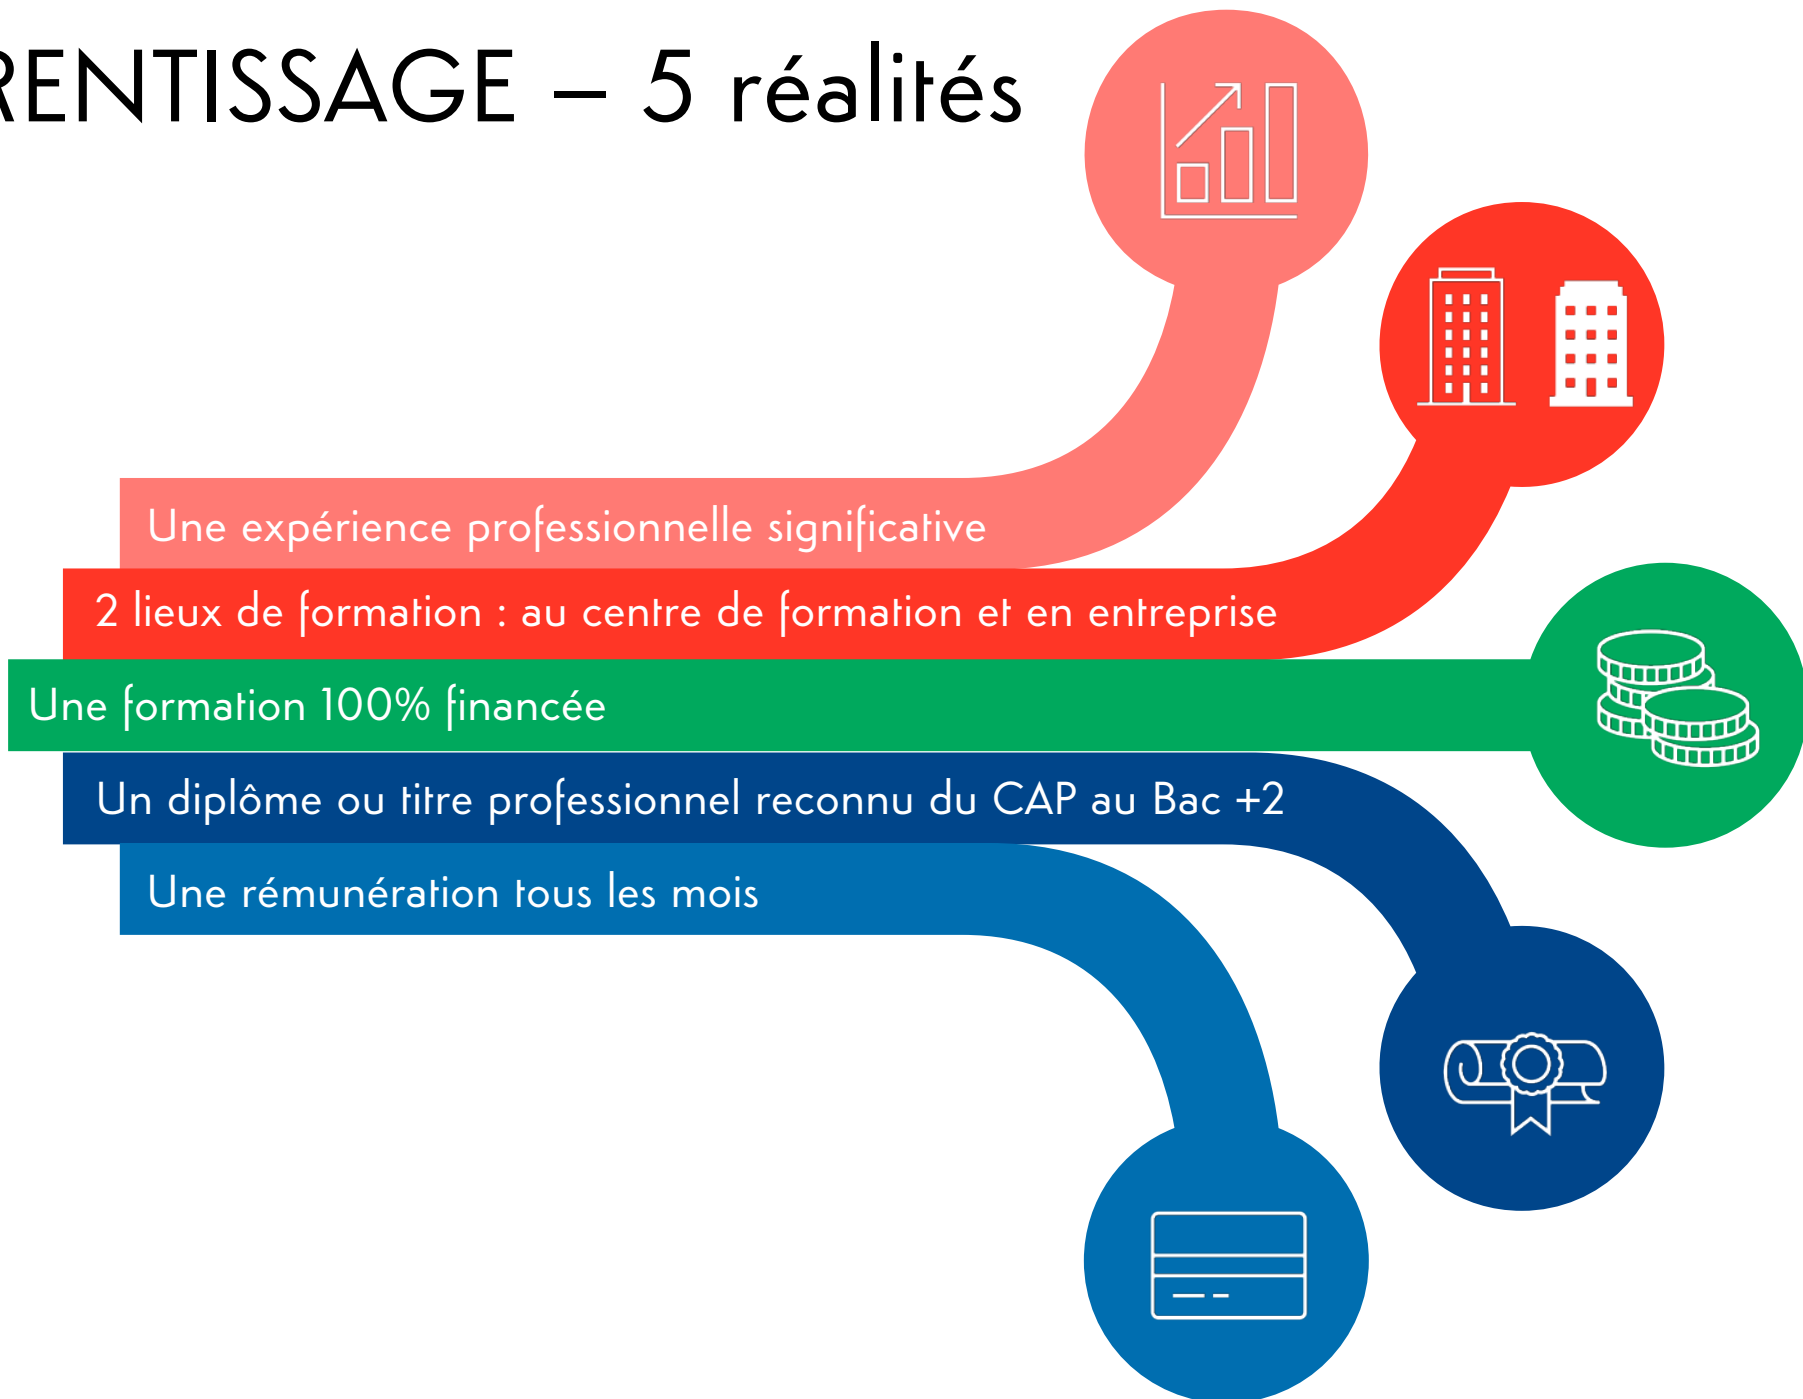 RENTISSAGE – 5 réalités
Une expérience professionnelle significative
2 lieux de formation : au centre de formation et en entreprise
Une formation 100% financée
Un diplôme ou titre professionnel reconnu du CAP au Bac +2
Une rémunération tous les mois